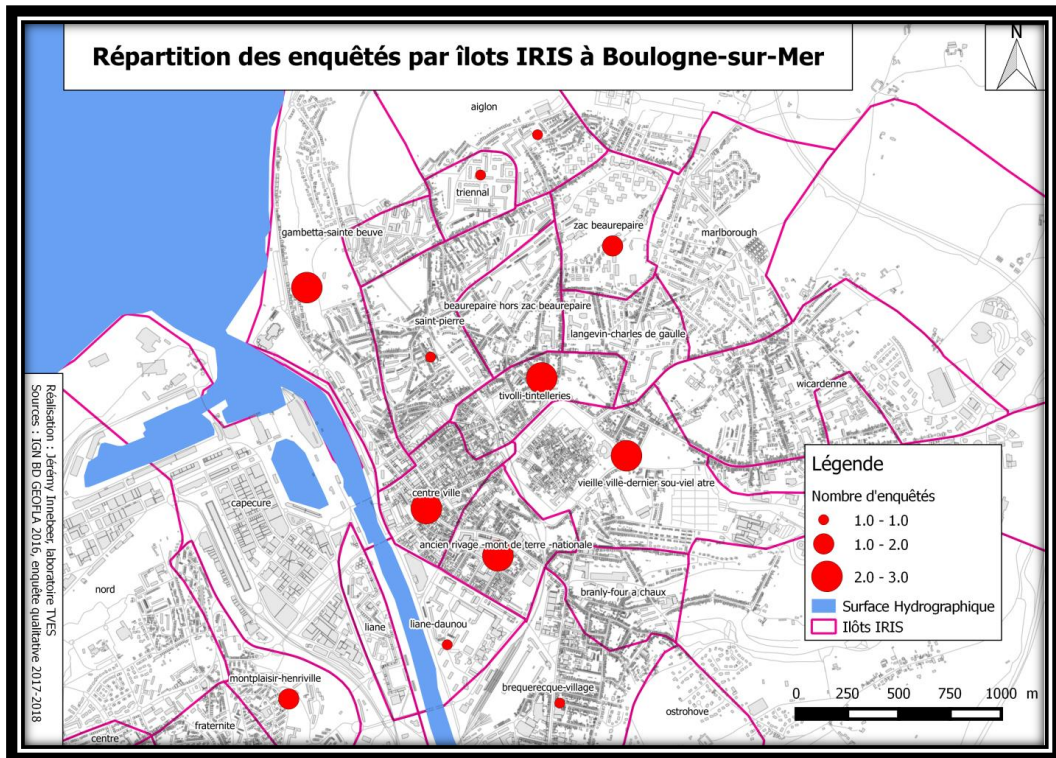 Répartition des enquêtés par îlots IRIS à Boulogne-sur-Mer
N
aiglon
triennal
gambetta-sainte beuve
zac beaurepaire
marlborough
beaurepaire hors zac beaurepaire
saint-pierre
langevin-charles de gaulle
tivolli-tintelleries
wicardenne
vieille ville-dernier sou-viel atre
centre ville
capecure
ancien rivage -mont de terre -nationale
nord
branly-four a chaux
liane
liane-daunou
montplaisir-henriville
brequerecque-village
fraternite
ostrohove
centre
Légende
Nombre d'enquêtés
1.0 - 1.0
1.0 - 2.0
2.0 - 3.0
Surface Hydrographique
Ilôts IRIS
0 250 500 750 1000 m
Réalisation : Jérémy Innebeer, laboratoire TVES
Sources : IGN BD GEOFLA 2016, enquête qualitative 2017-2018